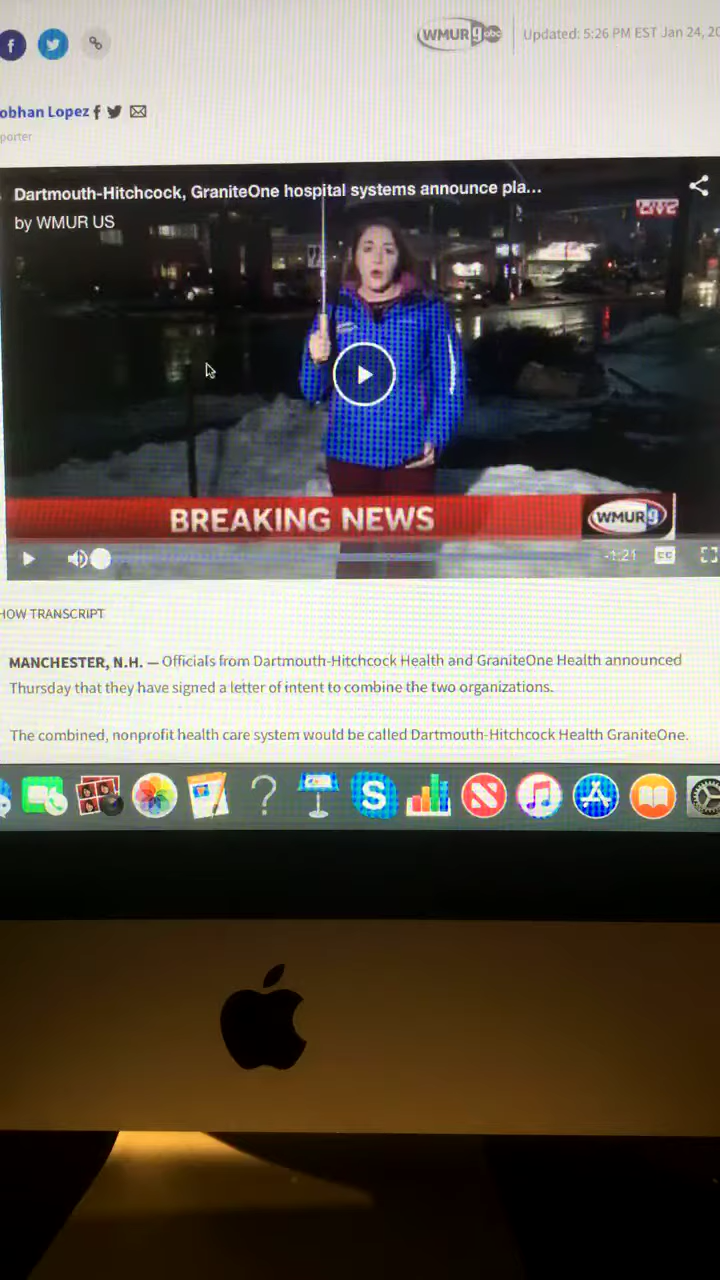 WMUR 9 abc
Updated: 5:26 PM EST Jan 24, 20
obhan Lopez
porter
Dartmouth-Hitchcock, GraniteOne hospital systems announce pla...
by WMUR US
LIVE
BREAKING NEWS
WMUR 9
-1:21
CC
HOW TRANSCRIPT
MANCHESTER, N.H. — Officials from Dartmouth-Hitchcock Health and GraniteOne Health announced
Thursday that they have signed a letter of intent to combine the two organizations.
The combined, nonprofit health care system would be called Dartmouth-Hitchcock Health GraniteOne.